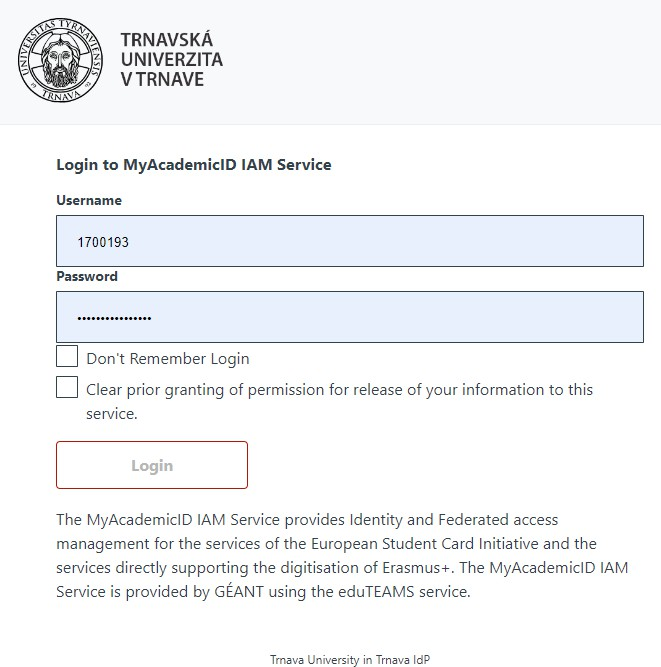 UNIVERSITAS TYRNAVIENSIS
TRNAVA
TRNAVSKÁ
UNIVERZITA
V TRNAVE
Login to MyAcademicID IAM Service
Username
1700193
Password
••••••••••••••••
Don't Remember Login
Clear prior granting of permission for release of your information to this
service.
Login
The MyAcademicID IAM Service provides Identity and Federated access
management for the services of the European Student Card Initiative and the
services directly supporting the digitisation of Erasmus+. The MyAcademicID IAM
Service is provided by GÉANT using the eduTEAMS service.
Trnava University in Trnava IdP